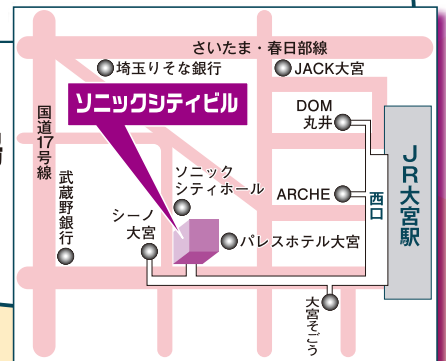 さいたま・春日部線
埼玉りそな銀行
JACK大宮
ソニックシティビル
国道17号線
DOM
丸井
JR大宮駅
武蔵野銀行
ソニック
シティホール
ARCHE
西口
シーノ
大宮
パレスホテル大宮
大宮そごう